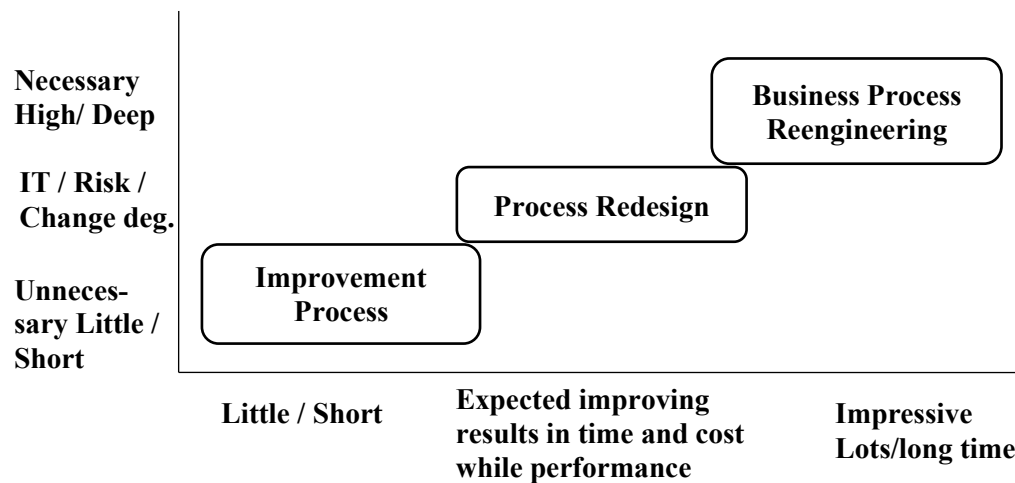 Necessary
High/ Deep
Business Process
Reengineering
IT / Risk /
Change deg.
Process Redesign
Improvement
Process
Unneces-
sary Little /
Short
Little / Short
Expected improving
results in time and cost
while performance
Impressive
Lots/long time